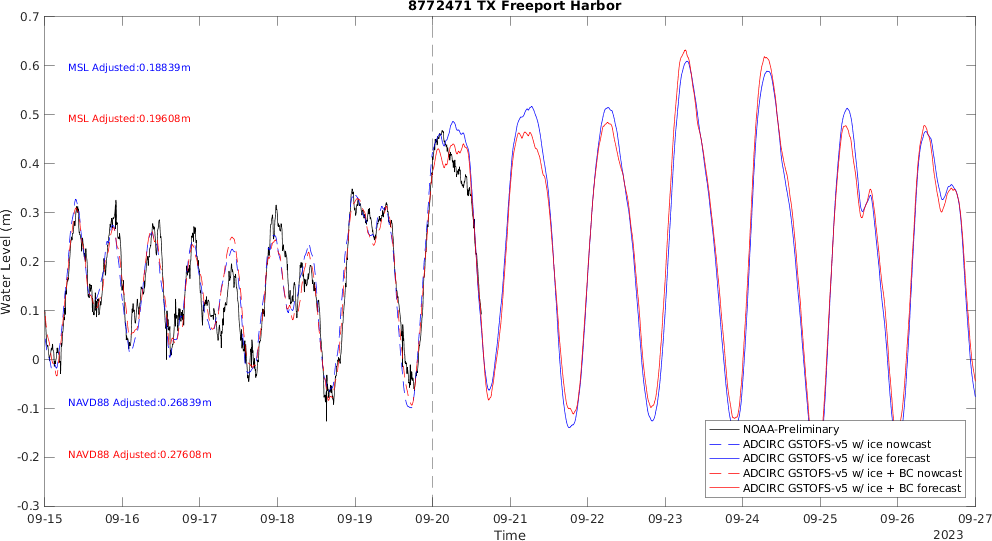 8772471 TX Freeport Harbor
0.7
0.6
0.5
0.4
0.3
0.2
0.1
0
-0.1
-0.2
-0.3
Water Level (m)
MSL Adjusted:0.18839m
MSL Adjusted:0.19608m
NAVD88 Adjusted:0.26839m
NAVD88 Adjusted:0.27608m
NOAA-Preliminary
ADCIRC GSTOFS-v5 w/ ice nowcast
ADCIRC GSTOFS-v5 w/ ice forecast
ADCIRC GSTOFS-v5 w/ ice + BC nowcast
ADCIRC GSTOFS-v5 w/ ice + BC forecast
09-15 09-16 09-17 09-18 09-19 09-20 09-21 09-22 09-23 09-24 09-25 09-26 09-27
Time
2023